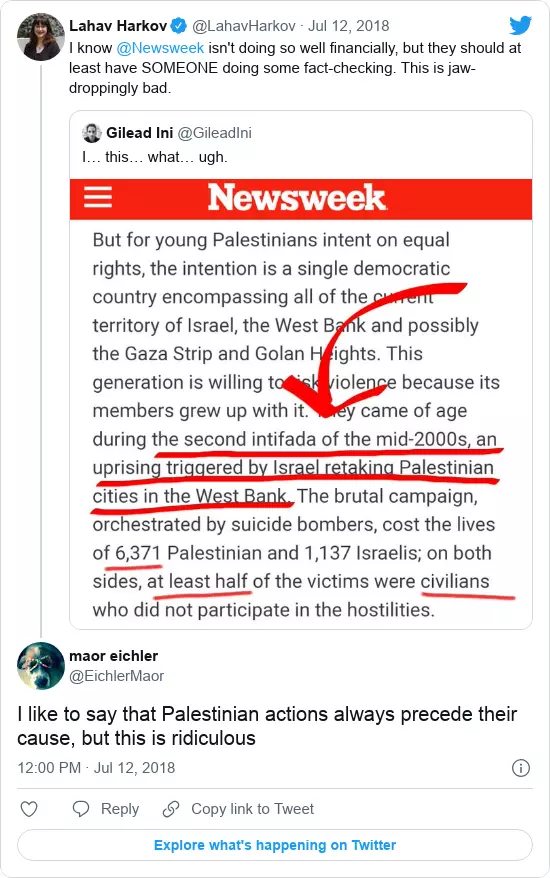 Lahav Harkov @LahavHarkov · Jul 12, 2018
I know @Newsweek isn't doing so well financially, but they should at
least have SOMEONE doing some fact-checking. This is jaw-
droppingly bad.
Gilead Ini @GileadIni
I… this… what… ugh.
Newsweek
But for young Palestinians intent on equal
rights, the intention is a single democratic
country encompassing all of the current
territory of Israel, the West Bank and possibly
the Gaza Strip and Golan Heights. This
generation is willing to risk violence because its
members grew up with it. They came of age
during the second intifada of the mid-2000s, an
uprising triggered by Israel retaking Palestinian
cities in the West Bank. The brutal campaign,
orchestrated by suicide bombers, cost the lives
of 6,371 Palestinian and 1,137 Israelis; on both
sides, at least half of the victims were civilians
who did not participate in the hostilities.
maor eichler
@EichlerMaor
I like to say that Palestinian actions always precede their
cause, but this is ridiculous
12:00 PM · Jul 12, 2018
Reply Copy link to Tweet
Explore what's happening on Twitter